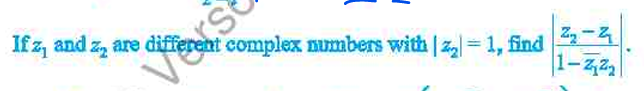 If z₁ and z₂ are different complex numbers with | z₂| = 1, find |(z₂ − z₁)/(1 − z̅₁z₂)|.